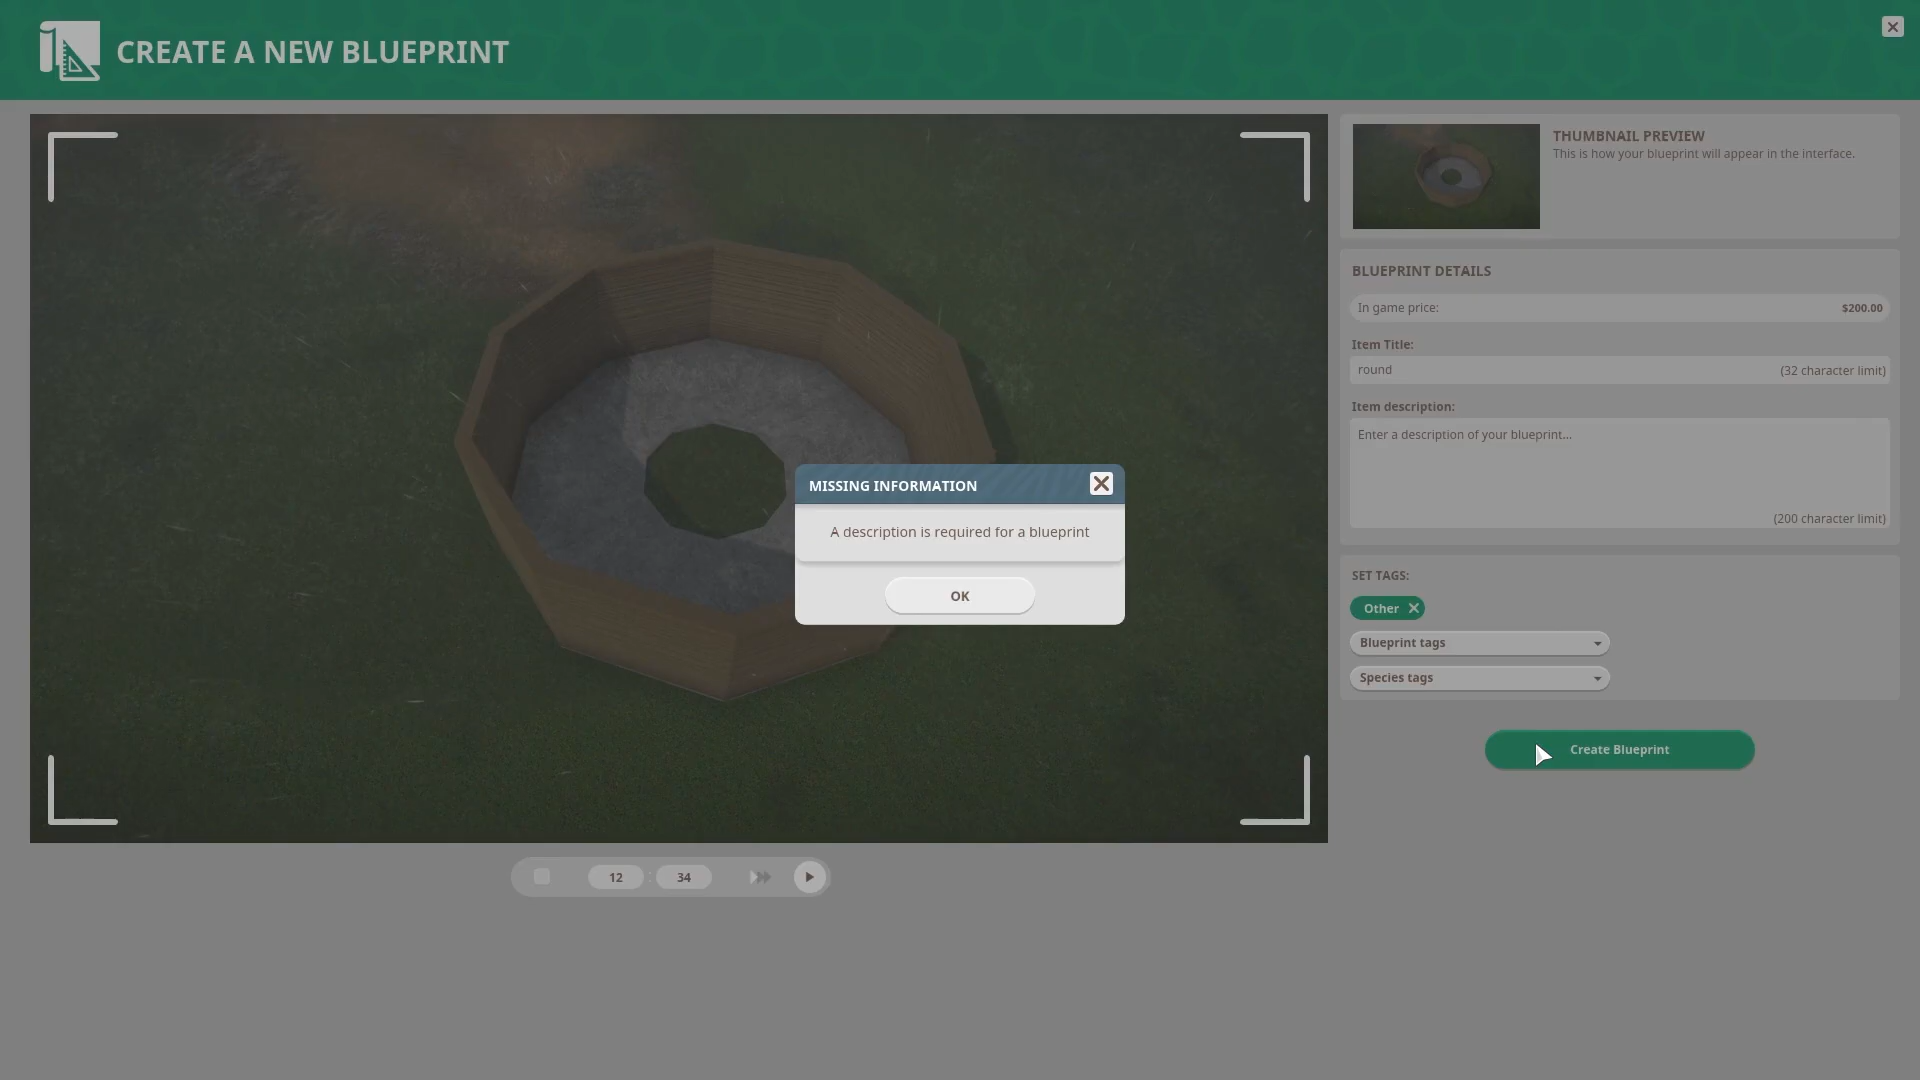 CREATE A NEW BLUEPRINT
THUMBNAIL PREVIEW
This is how your blueprint will appear in the interface.
BLUEPRINT DETAILS
In game price: $200.00
Item Title:
round (32 character limit)
Item description:
Enter a description of your blueprint...
(200 character limit)
MISSING INFORMATION
A description is required for a blueprint
OK
SET TAGS:
Other
Blueprint tags
Species tags
Create Blueprint
12 : 34